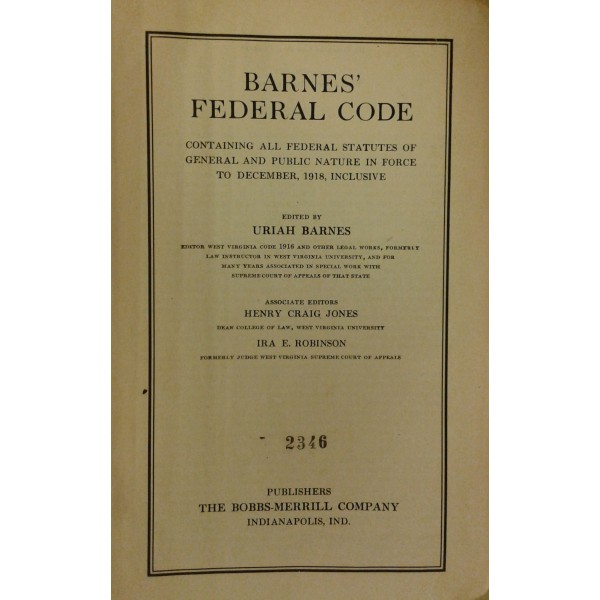 BARNES'
FEDERAL CODE
CONTAINING ALL FEDERAL STATUTES OF
GENERAL AND PUBLIC NATURE IN FORCE
TO DECEMBER, 1918, INCLUSIVE
EDITED BY
URIAH BARNES
EDITOR WEST VIRGINIA CODE 1916 AND OTHER LEGAL WORKS, FORMERLY
LAW INSTRUCTOR IN WEST VIRGINIA UNIVERSITY, AND FOR
MANY YEARS ASSOCIATED IN SPECIAL WORK WITH
SUPREME COURT OF APPEALS OF THAT STATE
ASSOCIATE EDITORS
HENRY CRAIG JONES
DEAN COLLEGE OF LAW, WEST VIRGINIA UNIVERSITY
IRA E. ROBINSON
FORMERLY JUDGE WEST VIRGINIA SUPREME COURT OF APPEALS
2346
PUBLISHERS
THE BOBBS-MERRILL COMPANY
INDIANAPOLIS, IND.